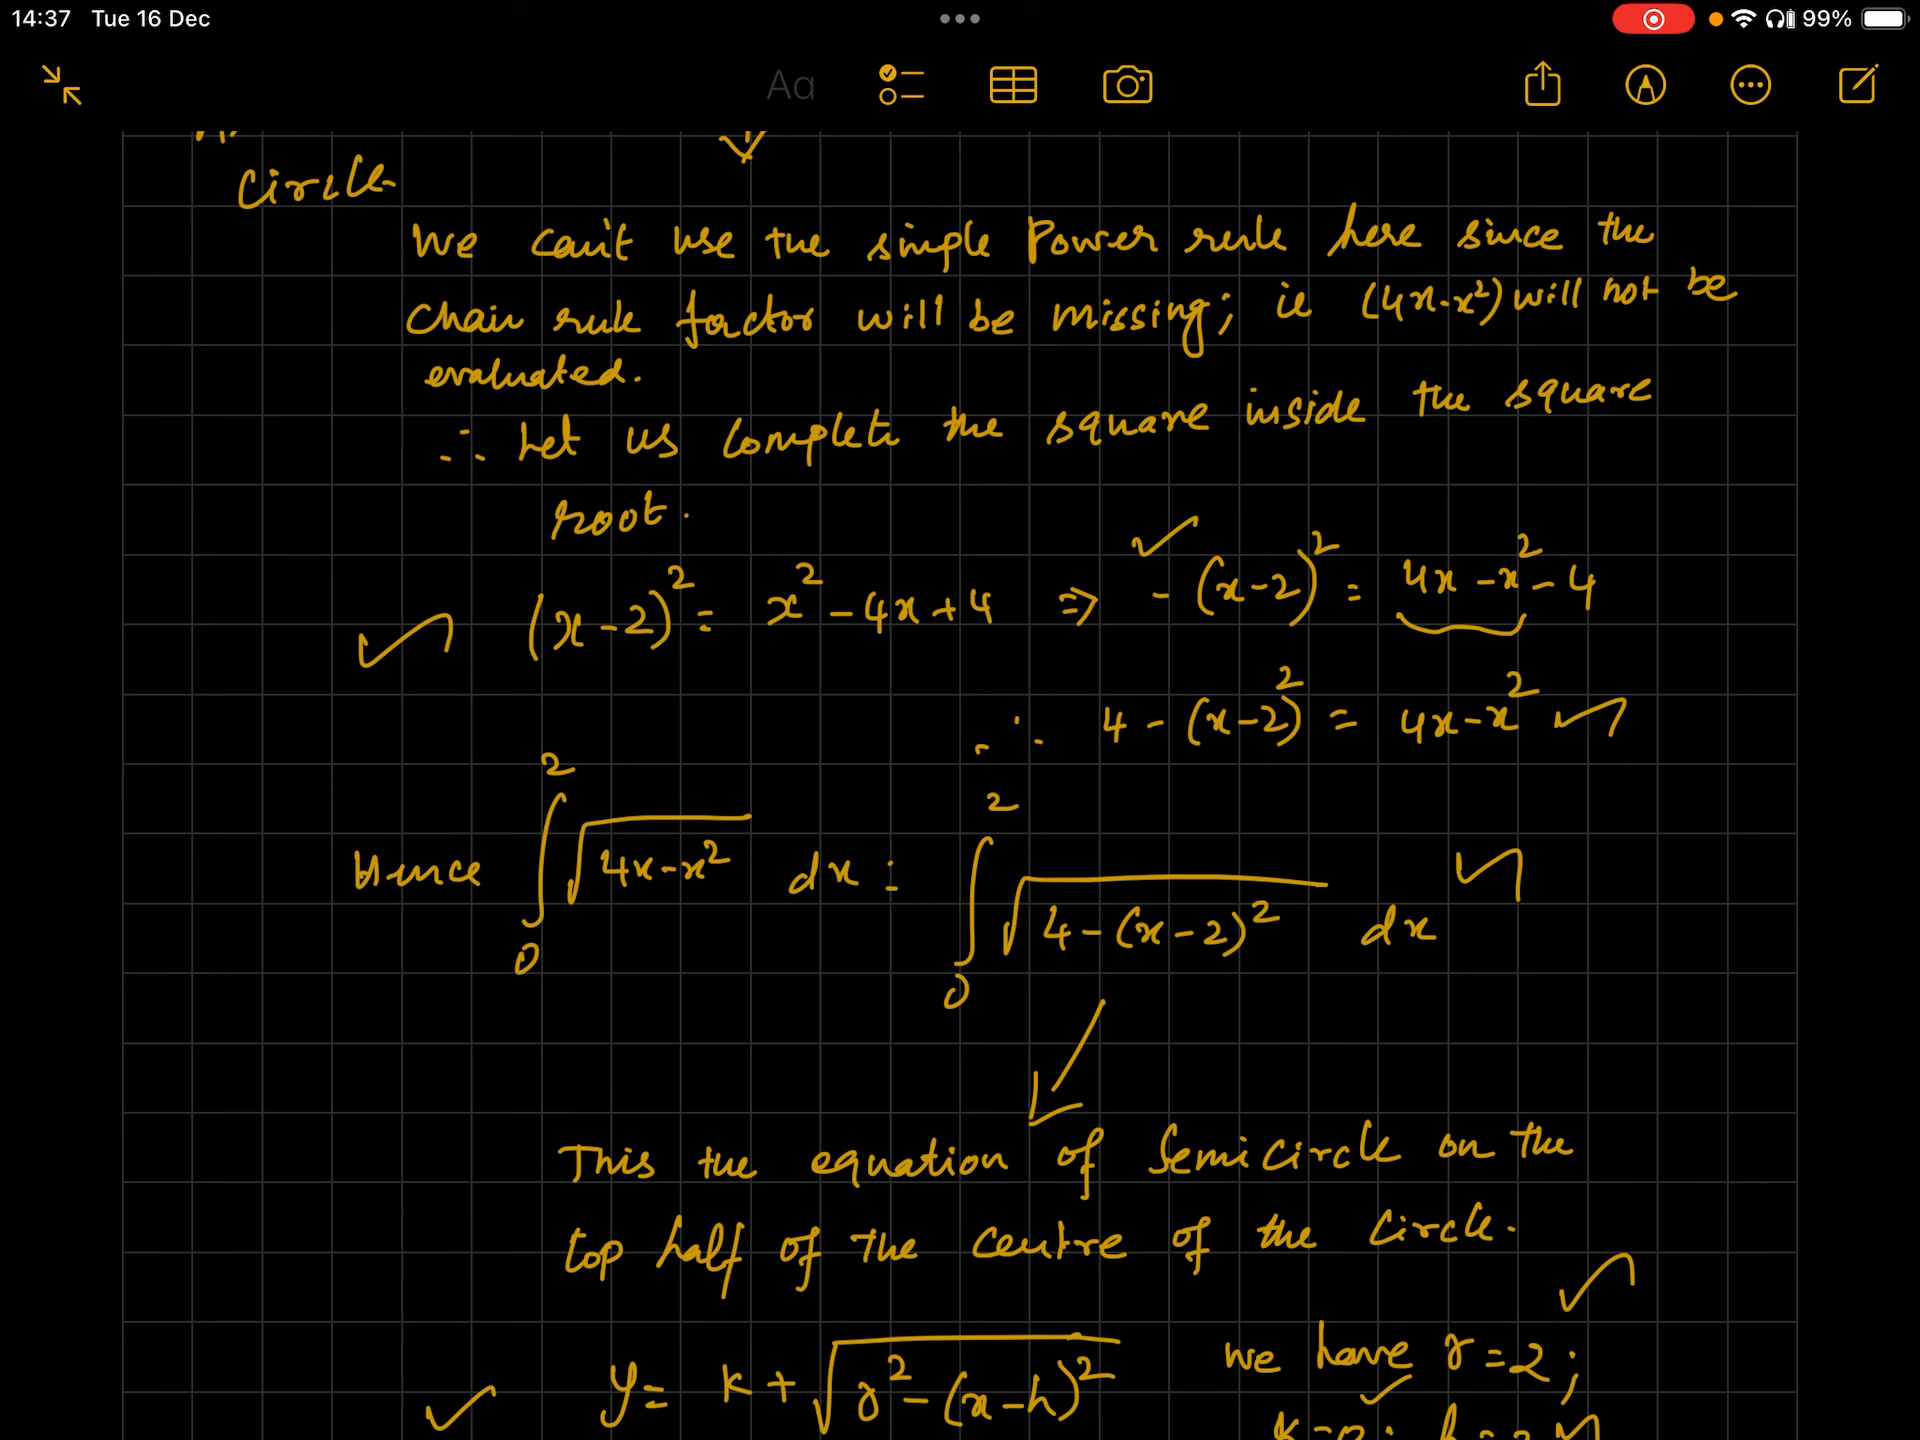 14:37 Tue 16 Dec
99%
Aa
Circle
We can't use the simple Power rule here since the
chain rule factor will be missing; ie (4x-x²) will not be
evaluated.
∴ Let us complete the square inside the square
root.
(x-2)² = x² - 4x + 4 ⇒ -(x-2)² = 4x - x² - 4
∴ 4 - (x-2)² = 4x - x²
Hence ∫₀² √(4x-x²) dx = ∫₀² √(4-(x-2)²) dx
This the equation of Semicircle on the
top half of the centre of the Circle.
we have r = 2;
y = k + √(r² - (x-h)²)